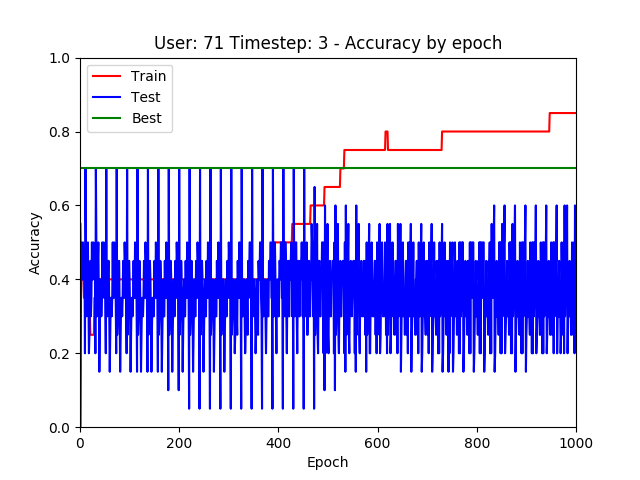 User: 71 Timestep: 3 - Accuracy by epoch
1.0
Train
Test
Best
0.8
0.6
Accuracy
0.4
0.2
0.0
0 200 400 600 800 1000
Epoch